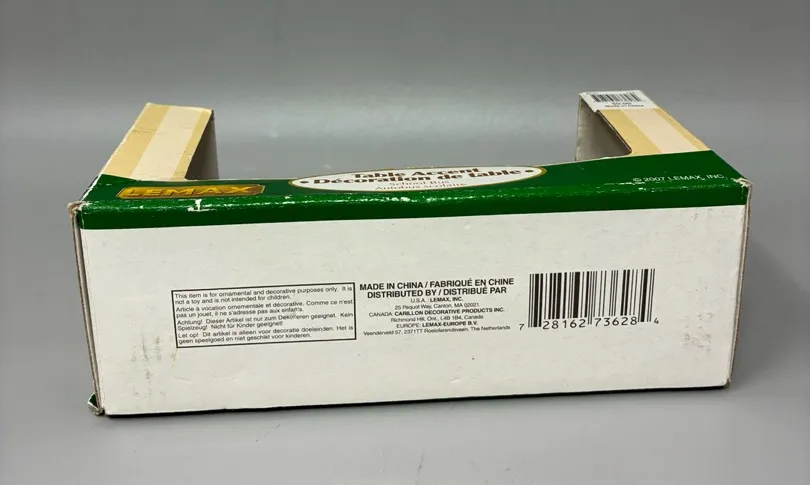 Table Accent
• Décoration de table •
School Bus
Autobus scolaire
LEMAX
© 2007 LEMAX, INC.
This item is for ornamental and decorative purposes only. It is
not a toy and is not intended for children.
Article à vocation ornementale et décorative. Comme ce n'est
pas un jouet, il ne s'adresse pas aux enfants.
Achtung! Dieser Artikel ist nur zum Dekorieren geeignet. Kein
Spielzeug! Nicht für Kinder geeignet!
Let op! Dit artikel is alleen voor decoratie doeleinden. Het is
geen speelgoed en niet geschikt voor kinderen.
MADE IN CHINA / FABRIQUÉ EN CHINE
DISTRIBUTED BY / DISTRIBUÉ PAR
U.S.A.: LEMAX, INC.
25 Pequot Way, Canton, MA 02021
CANADA: CARILLON DECORATIVE PRODUCTS INC.
Richmond Hill, Ont., L4B 1B4, Canada
EUROPE: LEMAX-EUROPE B.V.
Veenderveld 57, 2371TT Roelofarendsveen, The Netherlands
7 28162 73628 4